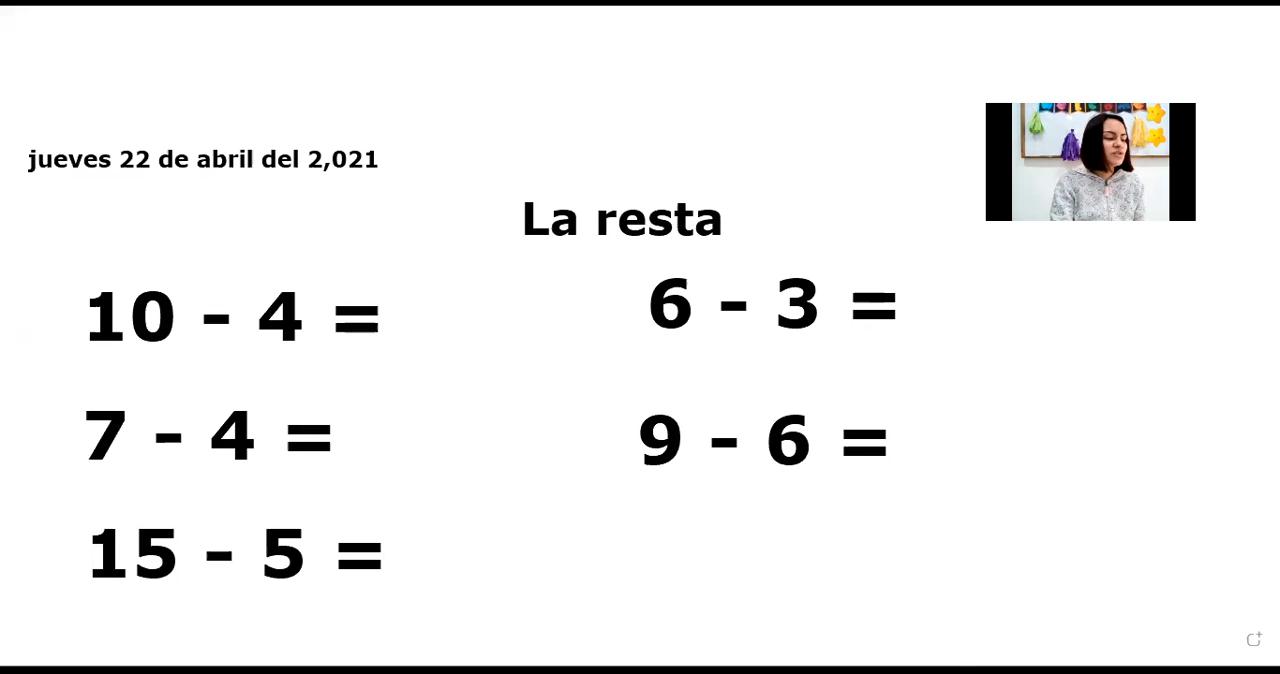 jueves 22 de abril del 2,021
La resta
10 - 4 =
6 - 3 =
7 - 4 =
9 - 6 =
15 - 5 =